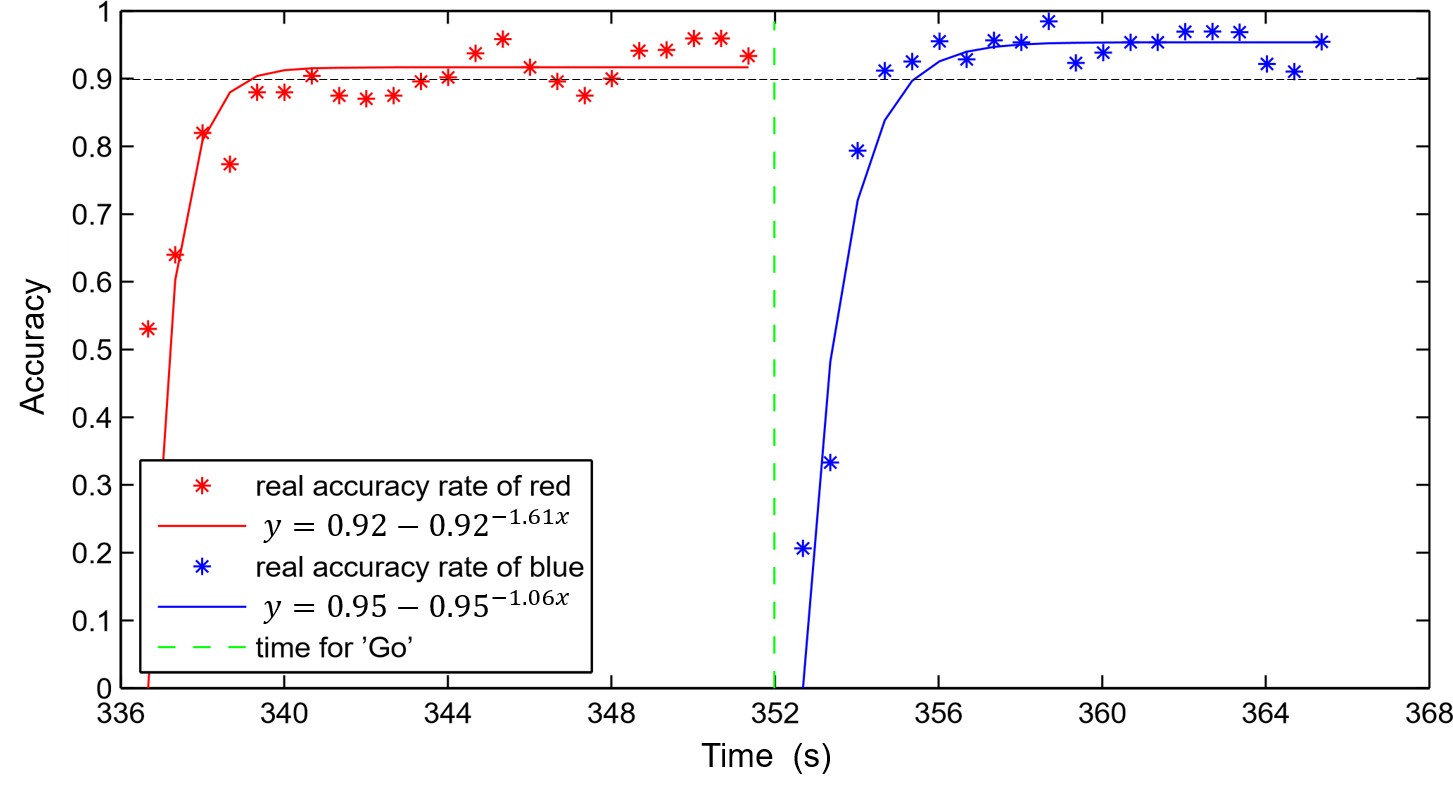 1
0.9
0.8
0.7
0.6
0.5
0.4
0.3
0.2
0.1
0
Accuracy
real accuracy rate of red
y = 0.92 − 0.92^{−1.61x}
real accuracy rate of blue
y = 0.95 − 0.95^{−1.06x}
time for ’Go’
336 340 344 348 352 356 360 364 368
Time (s)